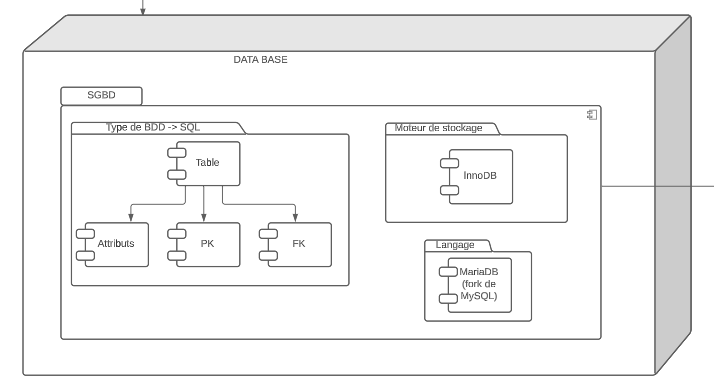 DATA BASE
SGBD
Type de BDD -> SQL
Table
Attributs
PK
FK
Moteur de stockage
InnoDB
Langage
MariaDB
(fork de
MySQL)